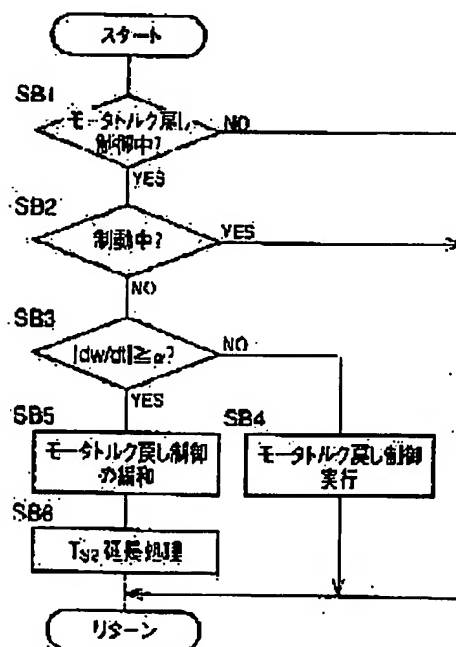 スタート
SB1
モータトルク戻し
制御中?
NO
YES
SB2
制動中?
YES
NO
SB3
|dw/dt|≧α?
NO
YES
SB5
モータトルク戻し制御
の緩和
SB4
モータトルク戻し制御
実行
SB6
Ty2 延長処理
リターン